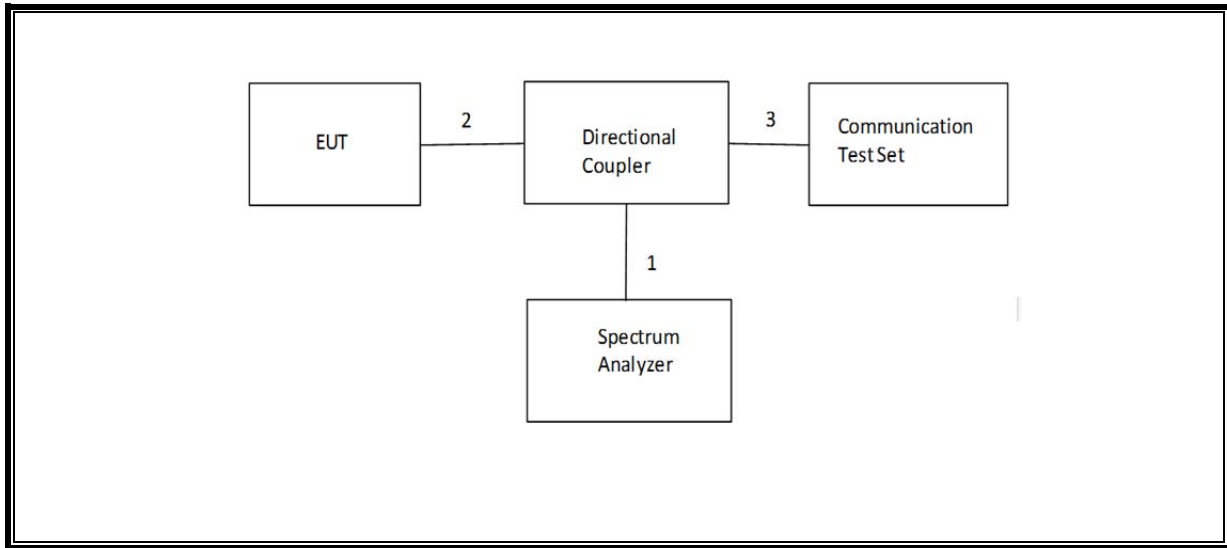 EUT
2
Directional
Coupler
3
Communication
Test Set
1
Spectrum
Analyzer